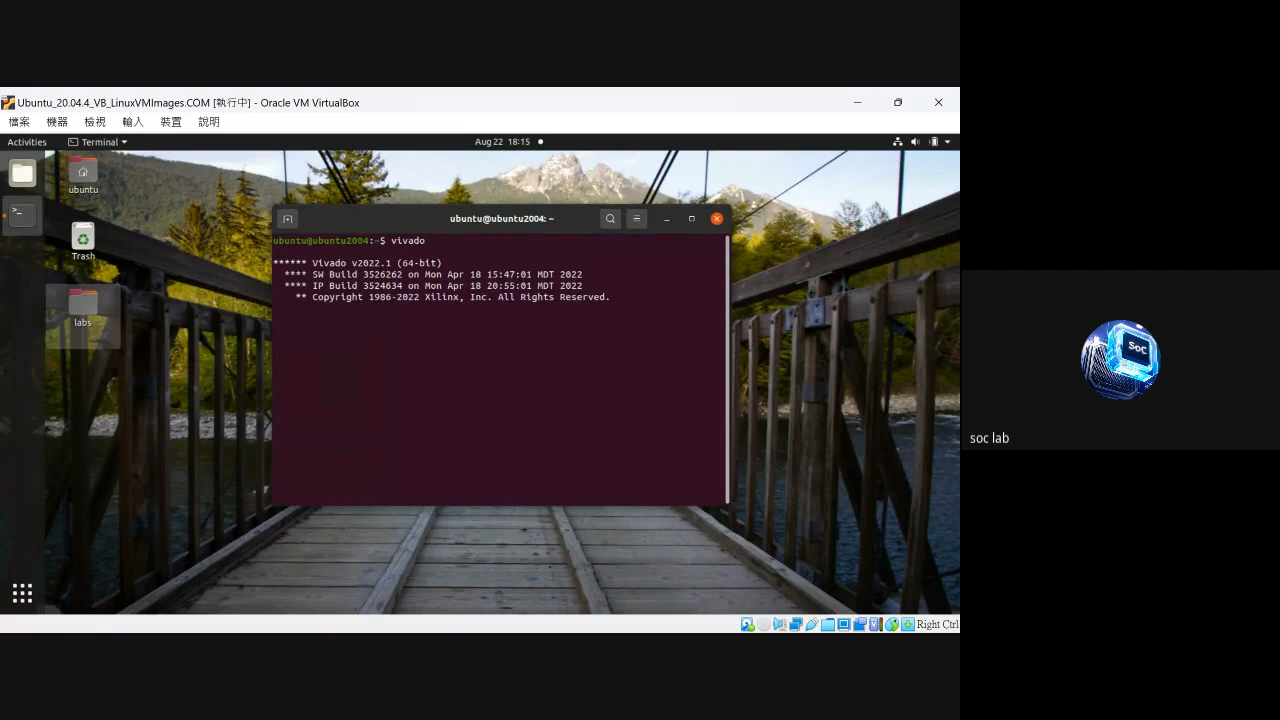 Ubuntu_20.04.4_VB_LinuxVMImages.COM [執行中] - Oracle VM VirtualBox
檔案 機器 檢視 輸入 裝置 說明
Activities Terminal Aug 22 18:15
ubuntu
Trash
labs
ubuntu@ubuntu2004: ~
ubuntu@ubuntu2004:~$ vivado
****** Vivado v2022.1 (64-bit)
**** SW Build 3526262 on Mon Apr 18 15:47:01 MDT 2022
**** IP Build 3524634 on Mon Apr 18 20:55:01 MDT 2022
** Copyright 1986-2022 Xilinx, Inc. All Rights Reserved.
Right Ctrl
SoC
soc lab